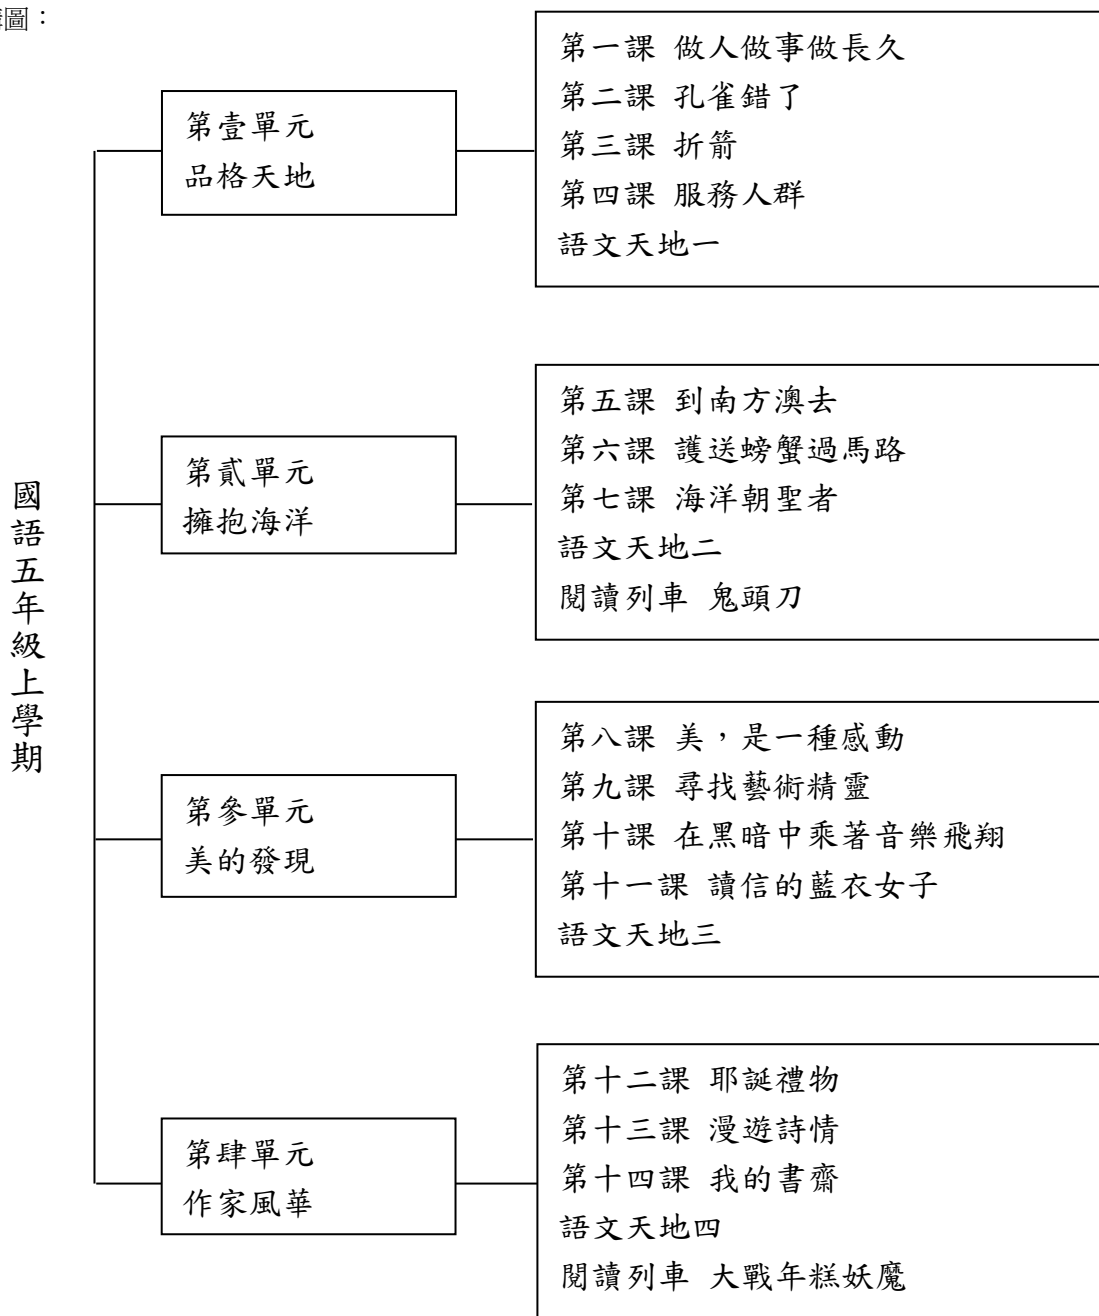 構圖：
國語五年級上學期
第壹單元
品格天地
第一課 做人做事做長久
第二課 孔雀錯了
第三課 折箭
第四課 服務人群
語文天地一
第貳單元
擁抱海洋
第五課 到南方澳去
第六課 護送螃蟹過馬路
第七課 海洋朝聖者
語文天地二
閱讀列車 鬼頭刀
第參單元
美的發現
第八課 美，是一種感動
第九課 尋找藝術精靈
第十課 在黑暗中乘著音樂飛翔
第十一課 讀信的藍衣女子
語文天地三
第肆單元
作家風華
第十二課 耶誕禮物
第十三課 漫遊詩情
第十四課 我的書齋
語文天地四
閱讀列車 大戰年糕妖魔